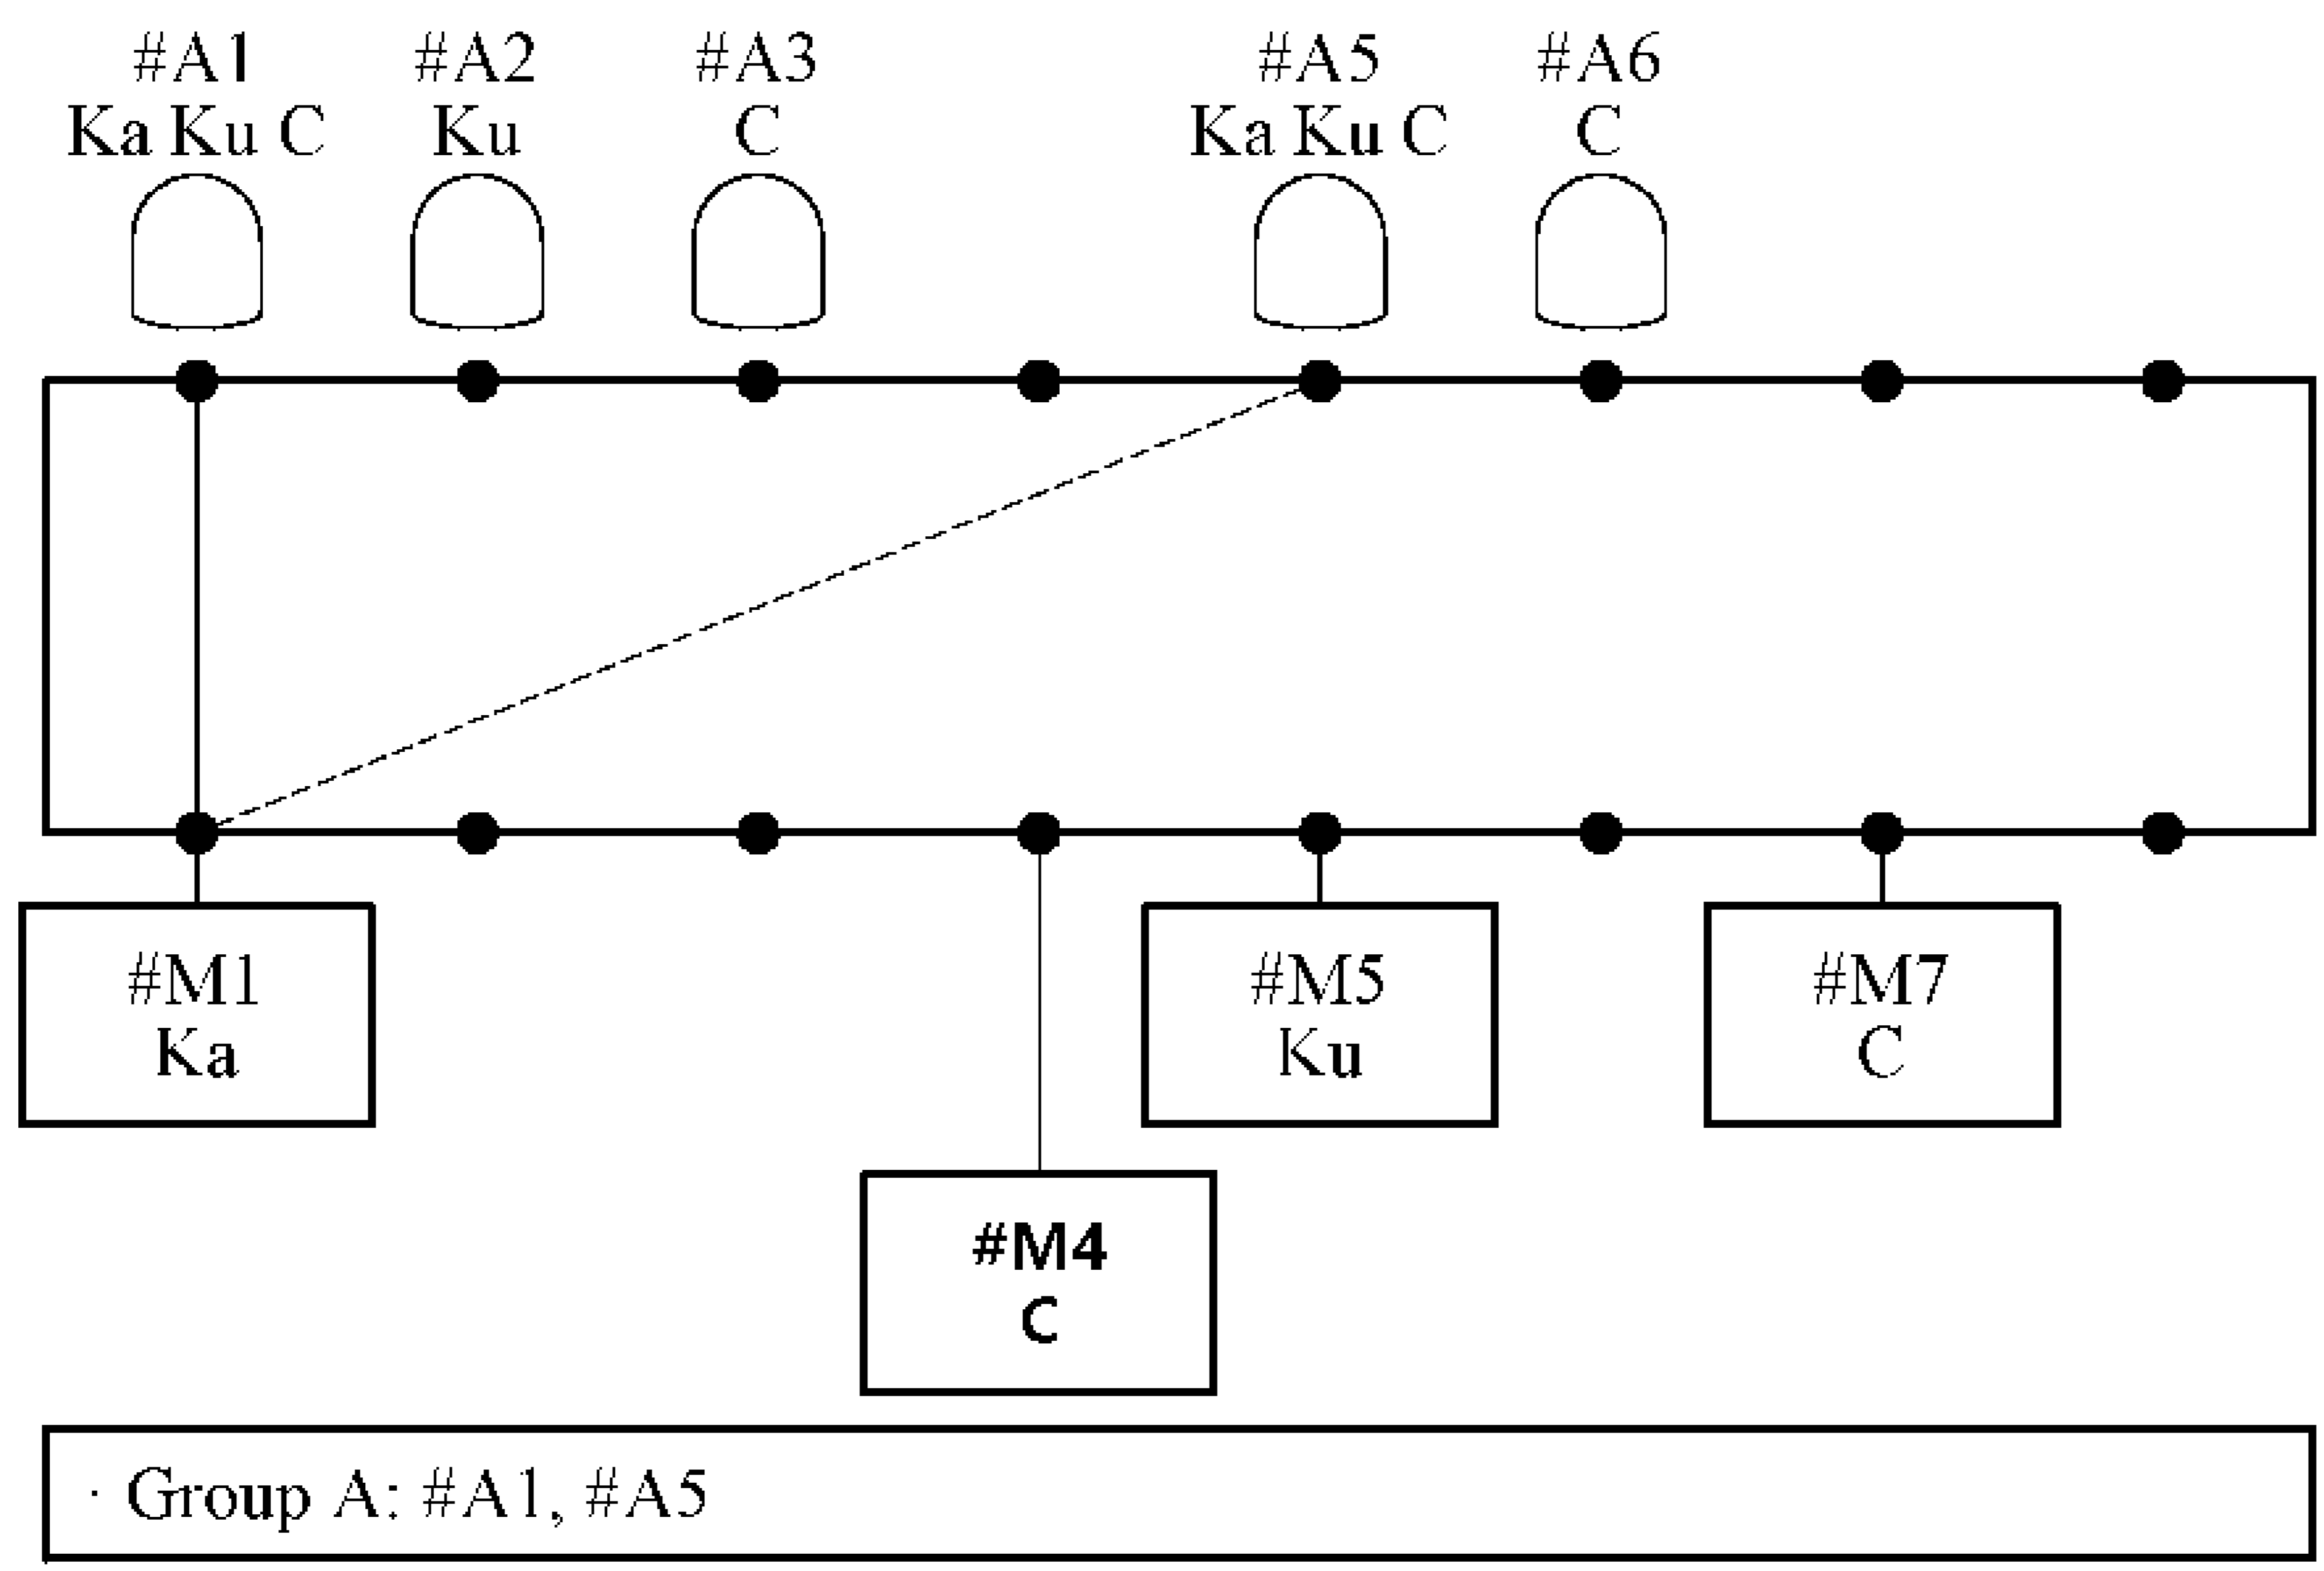 #A1 #A2 #A3 #A5 #A6
Ka Ku C Ku C Ka Ku C C
#M1 #M5 #M7
Ka Ku C
#M4
C
· Group A: #A1, #A5